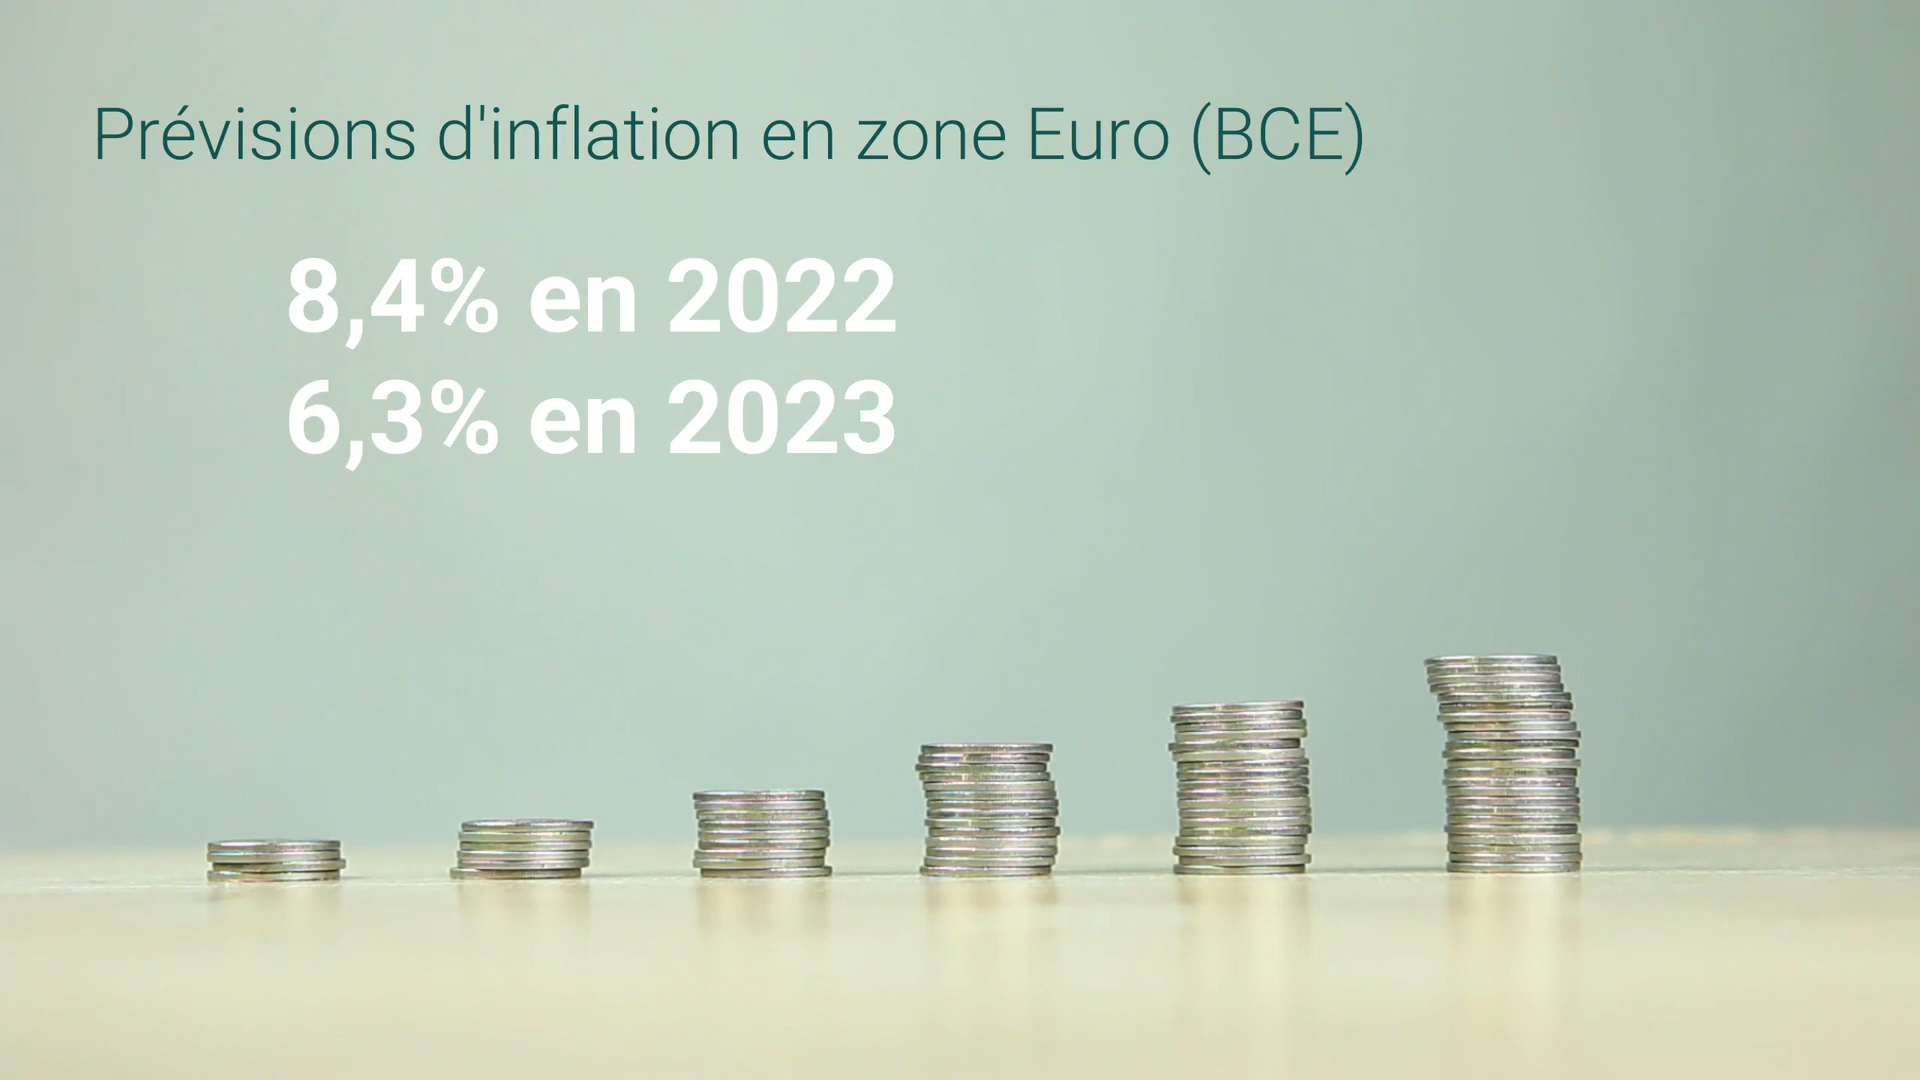 Prévisions d'inflation en zone Euro (BCE)
8,4% en 2022
6,3% en 2023